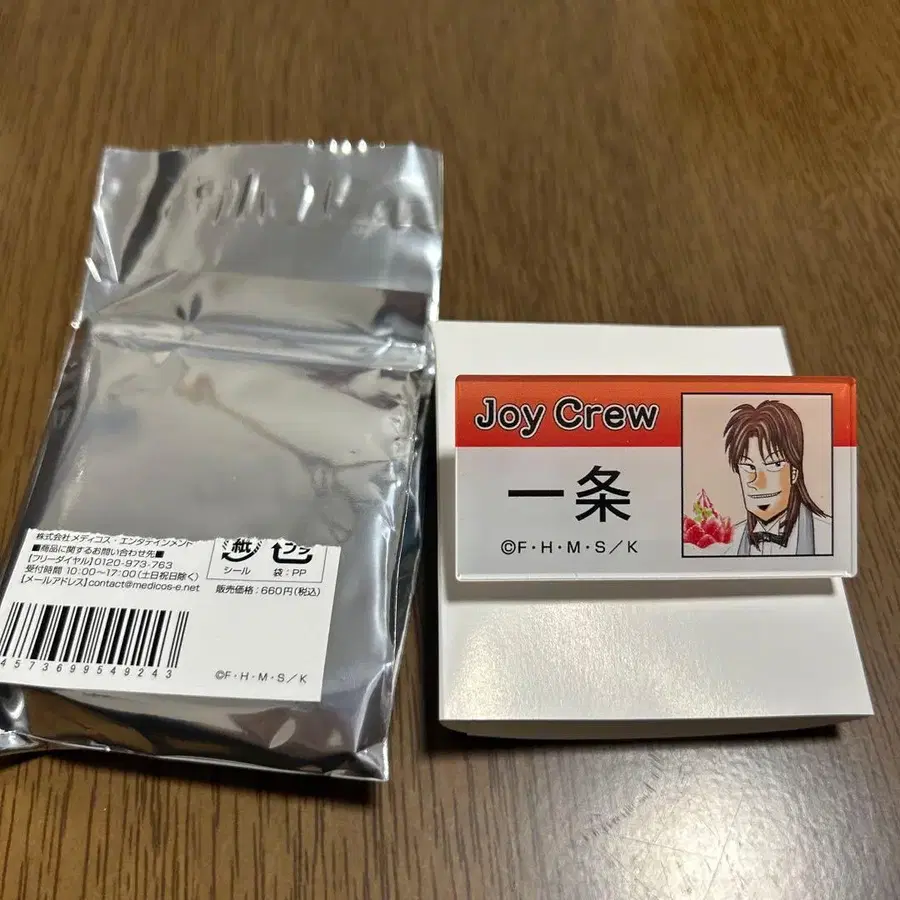 株式会社メディコス・エンタテインメント
■商品に関するお問い合わせ先■
【フリーダイヤル】0120-973-763
受付時間 10:00〜17:00(土日祝日除く)
【メールアドレス】contact@medicos-e.net
紙
シール
プラ
袋：PP
販売価格：660円(税込)
4573699549243
©F・H・M・S／K
Joy Crew
一条
©F・H・M・S／K